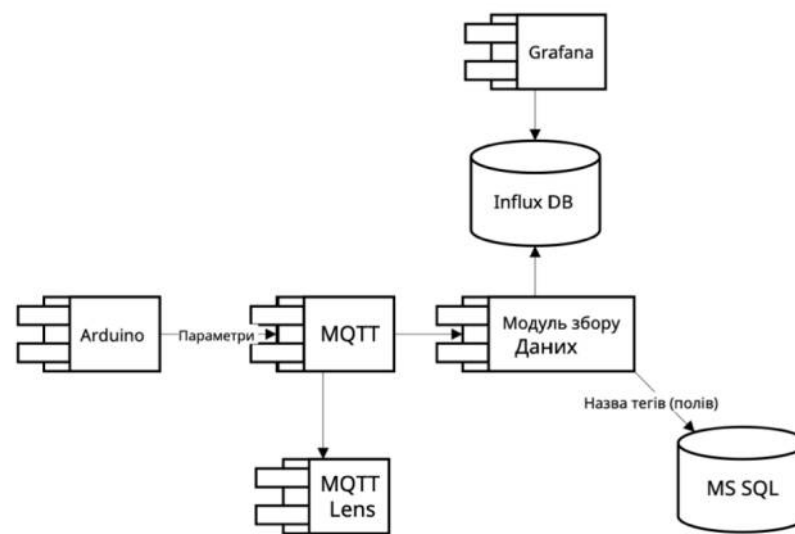 Grafana
Influx DB
Arduino
Параметри
MQTT
Модуль збору
Даних
Назва тегів (полів)
MQTT
Lens
MS SQL